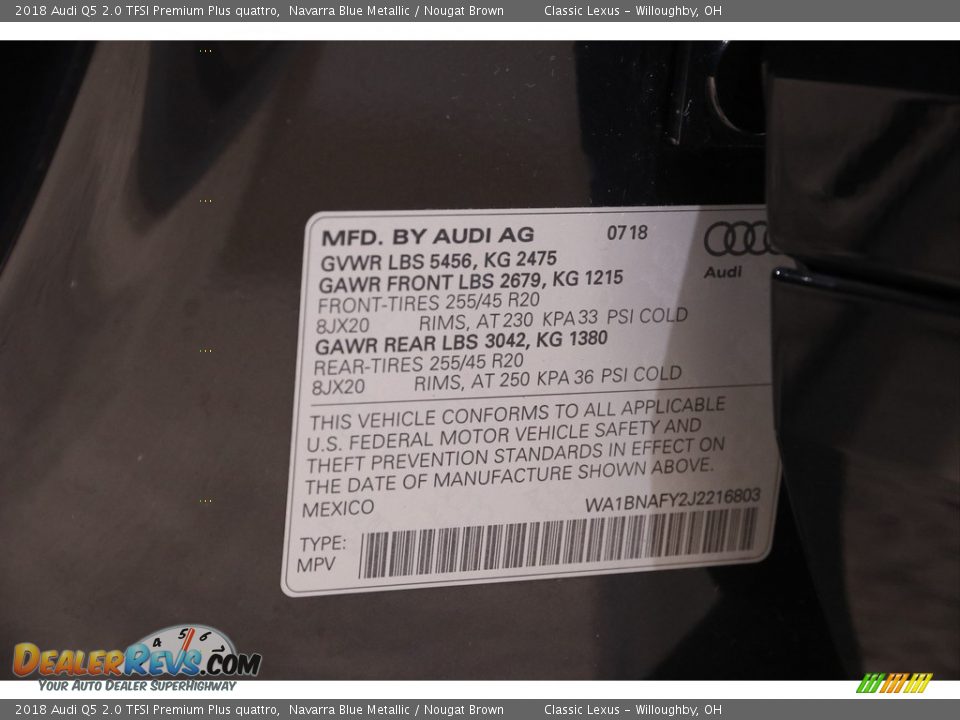 2018 Audi Q5 2.0 TFSI Premium Plus quattro, Navarra Blue Metallic / Nougat Brown Classic Lexus – Willoughby, OH
MFD. BY AUDI AG 0718
GVWR LBS 5456, KG 2475
GAWR FRONT LBS 2679, KG 1215
Audi
FRONT-TIRES 255/45 R20
8JX20 RIMS, AT 230 KPA 33 PSI COLD
GAWR REAR LBS 3042, KG 1380
REAR-TIRES 255/45 R20
8JX20 RIMS, AT 250 KPA 36 PSI COLD
THIS VEHICLE CONFORMS TO ALL APPLICABLE
U.S. FEDERAL MOTOR VEHICLE SAFETY AND
THEFT PREVENTION STANDARDS IN EFFECT ON
THE DATE OF MANUFACTURE SHOWN ABOVE.
MEXICO WA1BNAFY2J2216803
TYPE:
MPV
4 5 6 7
DEALERREVS.COM
YOUR AUTO DEALER SUPERHIGHWAY
2018 Audi Q5 2.0 TFSI Premium Plus quattro, Navarra Blue Metallic / Nougat Brown Classic Lexus – Willoughby, OH